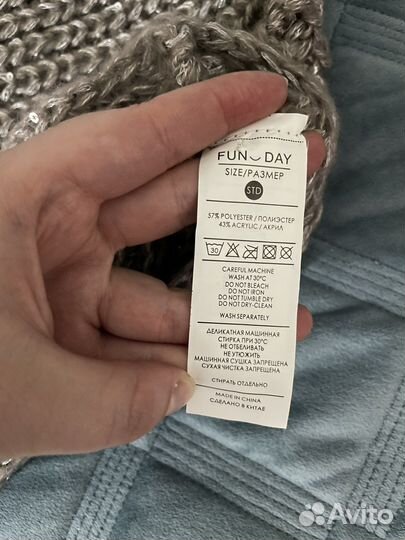 FUN DAY
SIZE/РАЗМЕР
STD
57% POLYESTER / ПОЛИЭСТЕР
43% ACRYLIC / АКРИЛ
30
CAREFUL MACHINE
WASH AT 30°C
DO NOT BLEACH
DO NOT IRON
DO NOT TUMBLE DRY
DO NOT DRY-CLEAN
WASH SEPARATELY
ДЕЛИКАТНАЯ МАШИННАЯ
СТИРКА ПРИ 30°C
НЕ ОТБЕЛИВАТЬ
НЕ УТЮЖИТЬ
МАШИННАЯ СУШКА ЗАПРЕЩЕНА
СУХАЯ ЧИСТКА ЗАПРЕЩЕНА
СТИРАТЬ ОТДЕЛЬНО
MADE IN CHINA
СДЕЛАНО В КИТАЕ
Avito